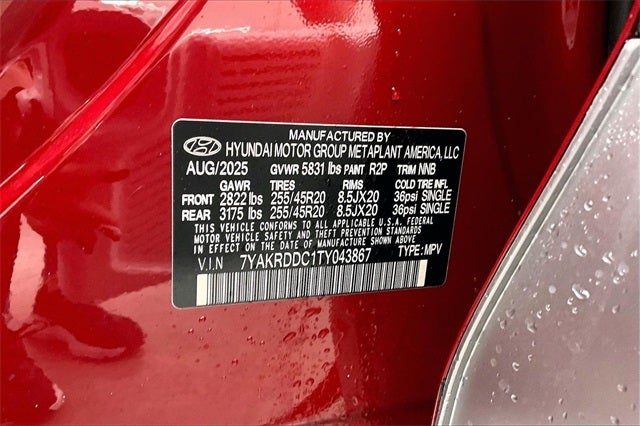 MANUFACTURED BY
HYUNDAI MOTOR GROUP METAPLANT AMERICA, LLC
AUG/2025 GVWR 5831 lbs PAINT R2P TRIM NNB
GAWR TIRES RIMS COLD TIRE INFL
FRONT 2822 lbs 255/45R20 8.5JX20 36psi SINGLE
REAR 3175 lbs 255/45R20 8.5JX20 36psi SINGLE
THIS VEHICLE CONFORMS TO ALL APPLICABLE U.S.A. FEDERAL
MOTOR VEHICLE SAFETY AND THEFT PREVENTION STANDARDS
IN EFFECT ON THE DATE OF MANUFACTURE SHOWN ABOVE.
V.I.N 7YAKRDDC1TY043867 TYPE: MPV